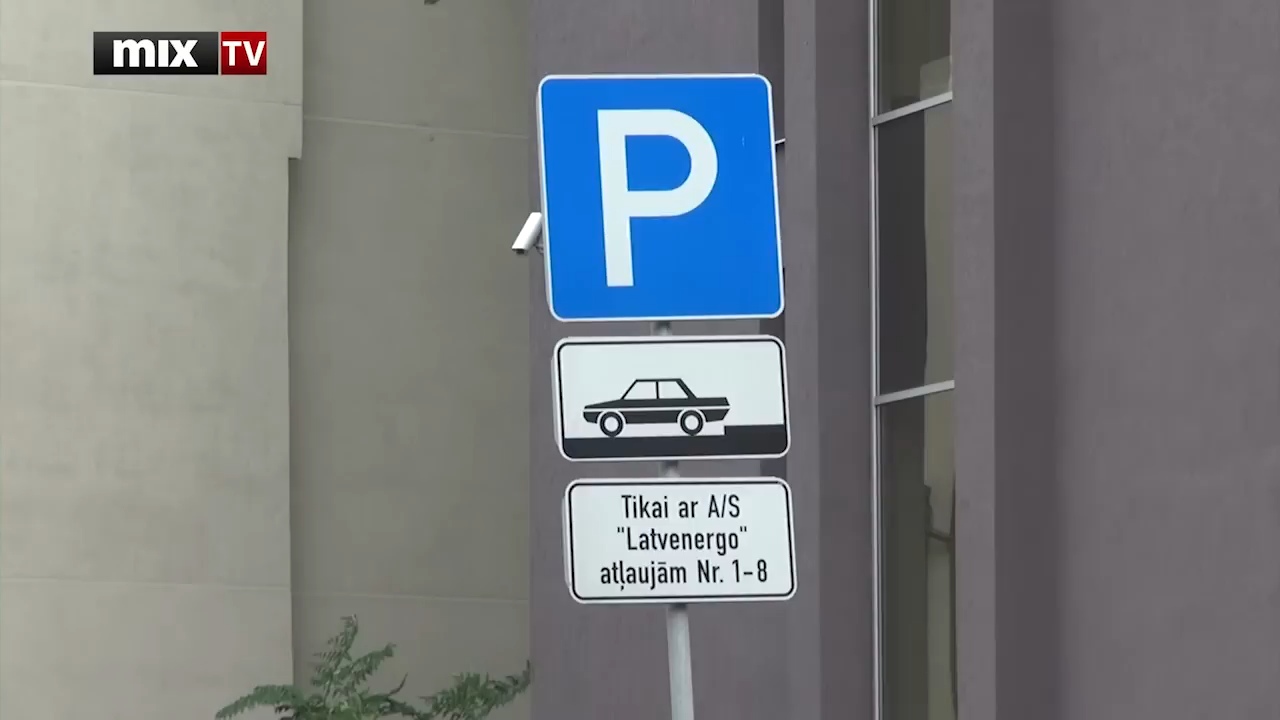 mix TV
P
Tikai ar A/S
"Latvenergo"
atļaujām Nr. 1-8